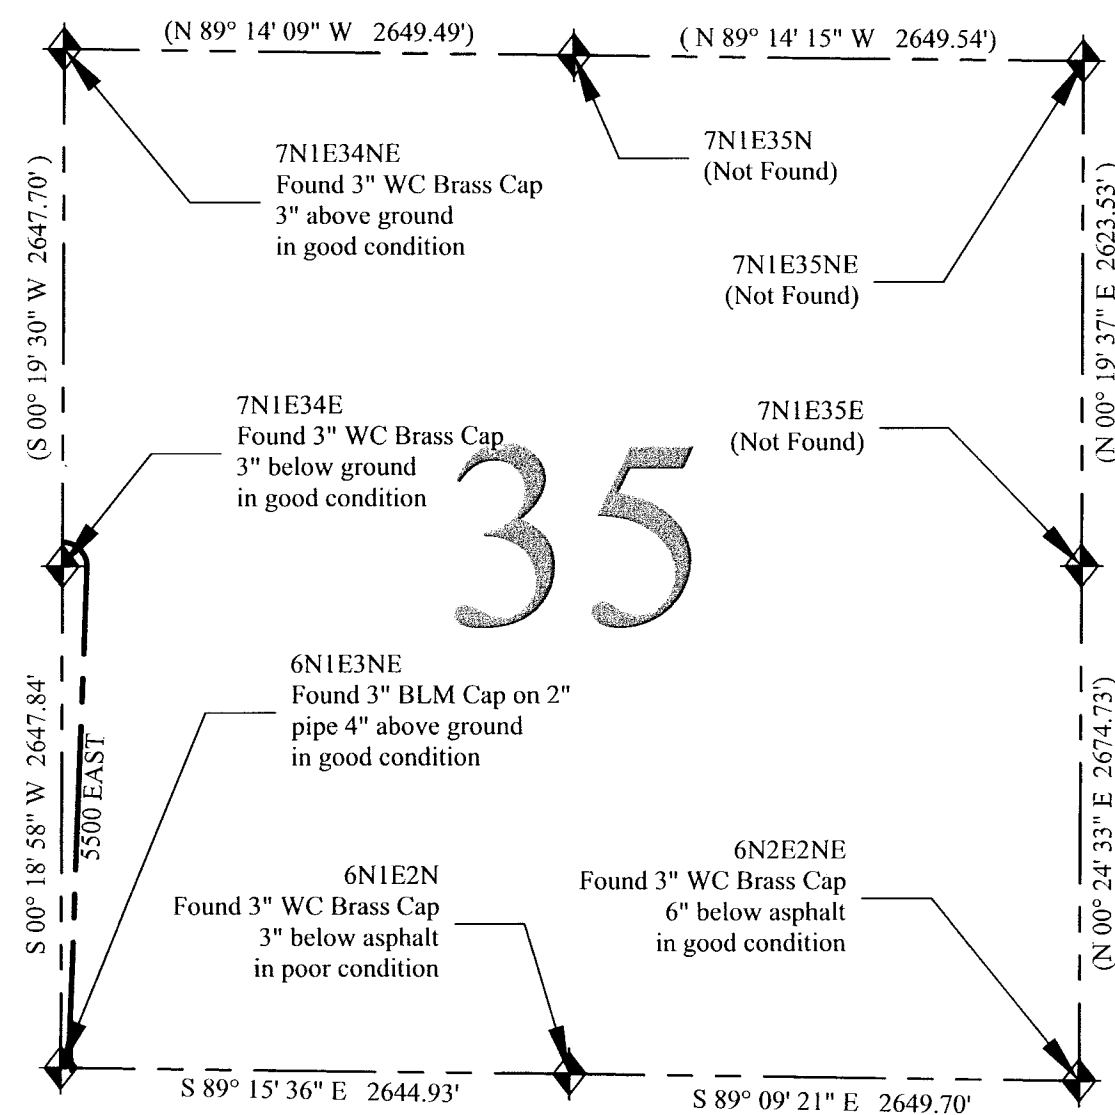 (N 89° 14' 09" W 2649.49')
( N 89° 14' 15" W 2649.54')
7N1E34NE
Found 3" WC Brass Cap
3" above ground
in good condition
7N1E35N
(Not Found)
7N1E35NE
(Not Found)
(S 00° 19' 30" W 2647.70' )
(N 00° 19' 37" E 2623.53' )
7N1E34E
Found 3" WC Brass Cap
3" below ground
in good condition
7N1E35E
(Not Found)
35
6N1E3NE
Found 3" BLM Cap on 2"
pipe 4" above ground
in good condition
S 00° 18' 58" W 2647.84'
5500 EAST
(N 00° 24' 33" E 2674.73')
6N1E2N
Found 3" WC Brass Cap
3" below asphalt
in poor condition
6N2E2NE
Found 3" WC Brass Cap
6" below asphalt
in good condition
S 89° 15' 36" E 2644.93'
S 89° 09' 21" E 2649.70'